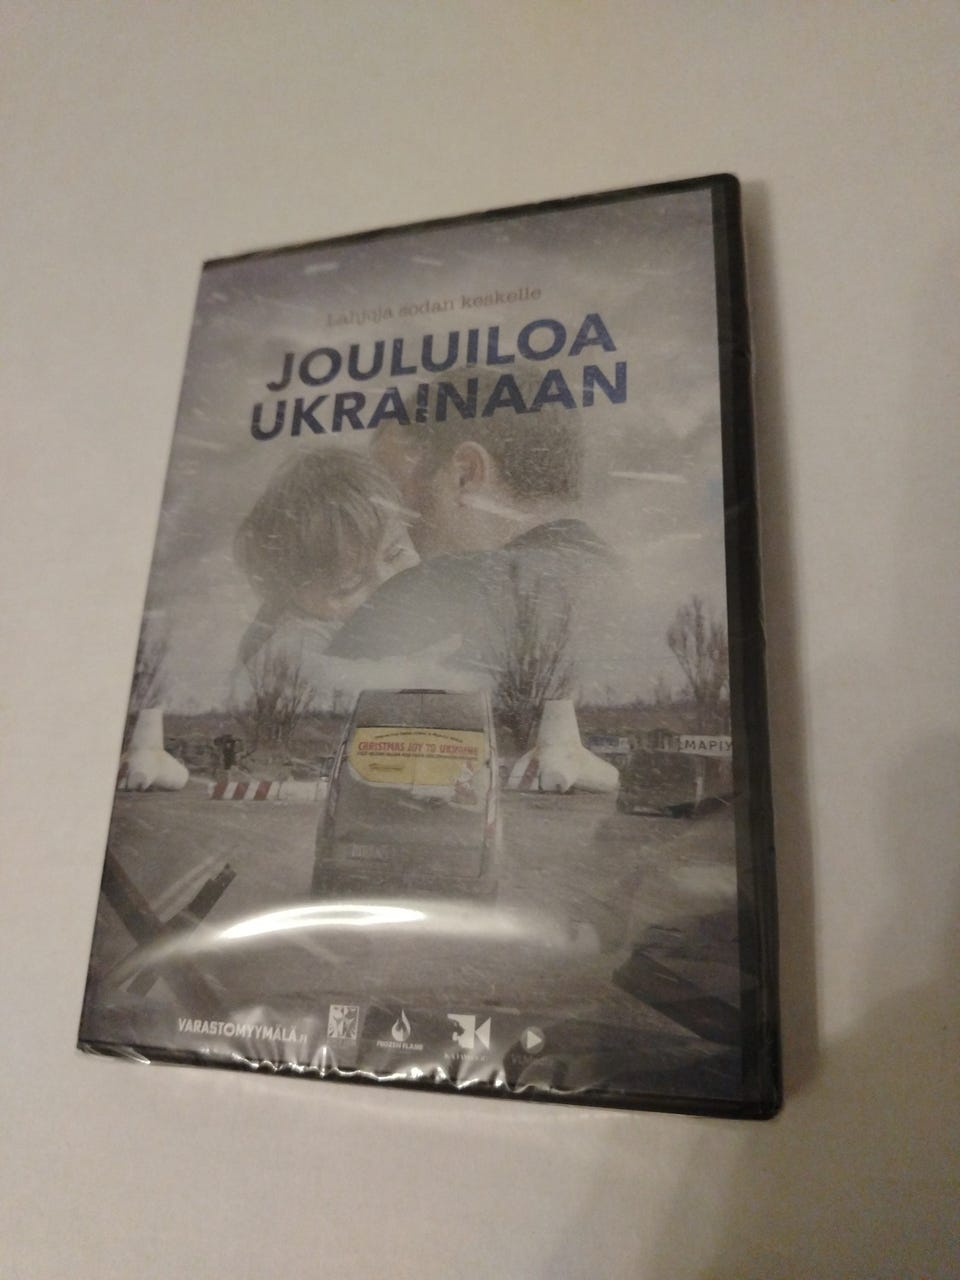 Lahjoja sodan keskelle
JOULUILOA
UKRAINAAN
CHRISTMAS JOY TO UKRAINE
МАРІУ
VARASTOMYYMÄLÄ.FI
FROZEN FLAME